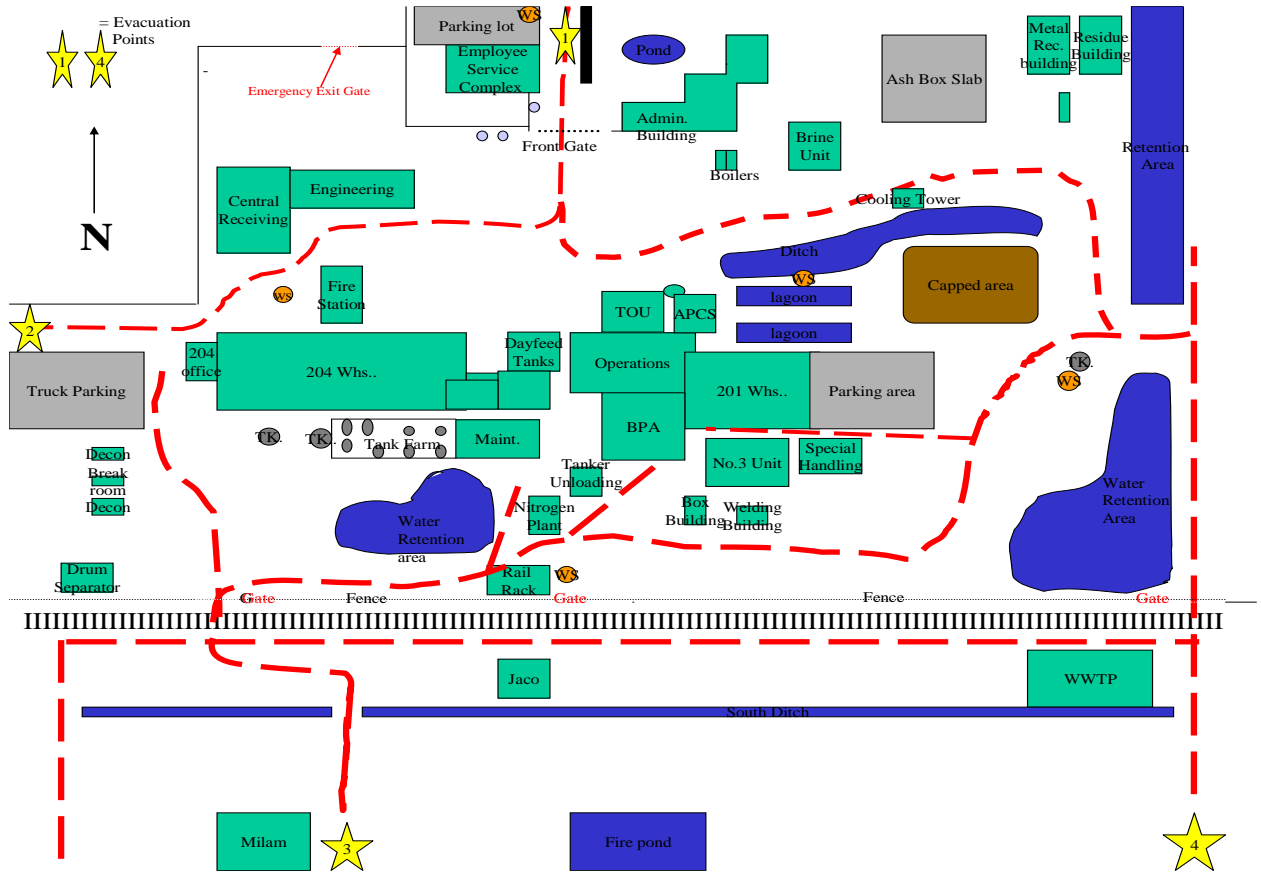 = Evacuation
Points
1
4
N
Emergency Exit Gate
-
Parking lot
WS
1
Employee
Service
Complex
Front Gate
Pond
Admin.
Building
Boilers
Brine
Unit
Ash Box Slab
Metal
Rec.
building
Residue
Building
Retention
Area
Central
Receiving
Engineering
Cooling Tower
Ditch
WS
lagoon
lagoon
Capped area
ws
Fire
Station
2
Truck Parking
204
office
204 Whs..
Dayfeed
Tanks
TOU
APCS
Operations
201 Whs..
Parking area
TK.
WS
TK.
TK..
Tank Farm
Maint.
BPA
No.3 Unit
Special
Handling
Decon
Break
room
Decon
Tanker
Unloading
Nitrogen
Plant
Box
Building
Welding
Building
Water
Retention
area
Water
Retention
Area
Drum
Separator
Rail
Rack
WS
G
Gate
Fence
Gate
.
Fence
Gate
Jaco
WWTP
South Ditch
Milam
3
Fire pond
4